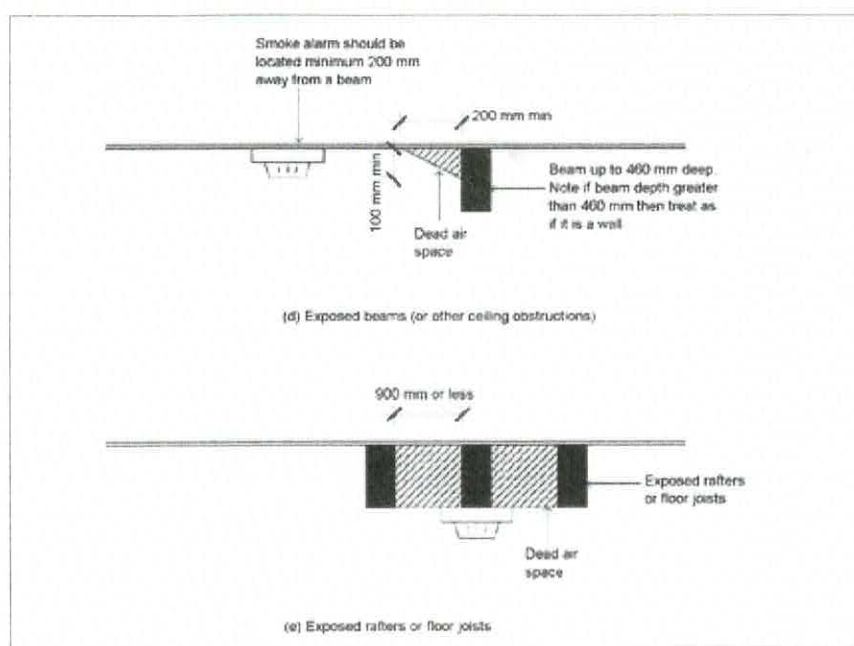 Smoke alarm should be
located minimum 200 mm
away from a beam
200 mm min
100 mm min
Beam up to 460 mm deep.
Note if beam depth greater
than 460 mm then treat as
if it is a wall
Dead air
space
(d) Exposed beams (or other ceiling obstructions)
900 mm or less
Exposed rafters
or floor joists
Dead air
space
(e) Exposed rafters or floor joists